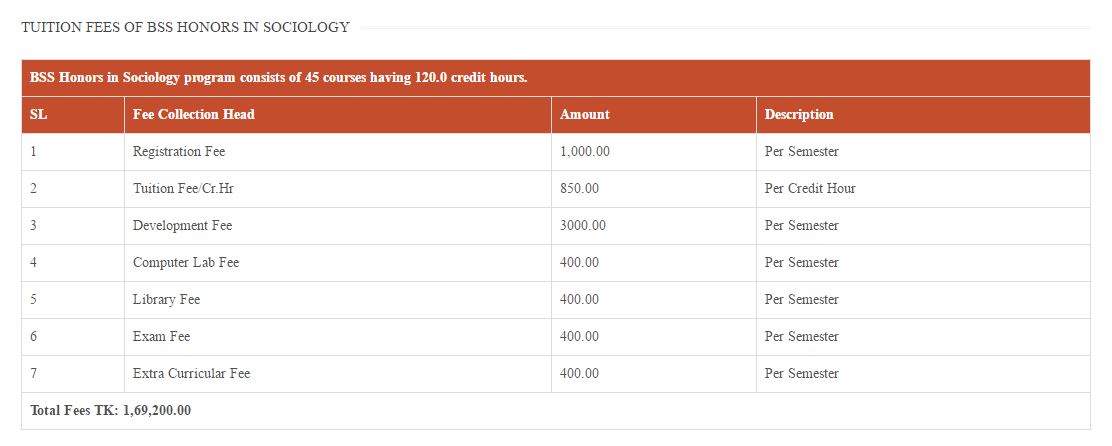 TUITION FEES OF BSS HONORS IN SOCIOLOGY
BSS Honors in Sociology program consists of 45 courses having 120.0 credit hours.
SL Fee Collection Head Amount Description
1 Registration Fee 1,000.00 Per Semester
2 Tuition Fee/Cr.Hr 850.00 Per Credit Hour
3 Development Fee 3000.00 Per Semester
4 Computer Lab Fee 400.00 Per Semester
5 Library Fee 400.00 Per Semester
6 Exam Fee 400.00 Per Semester
7 Extra Curricular Fee 400.00 Per Semester
Total Fees TK: 1,69,200.00